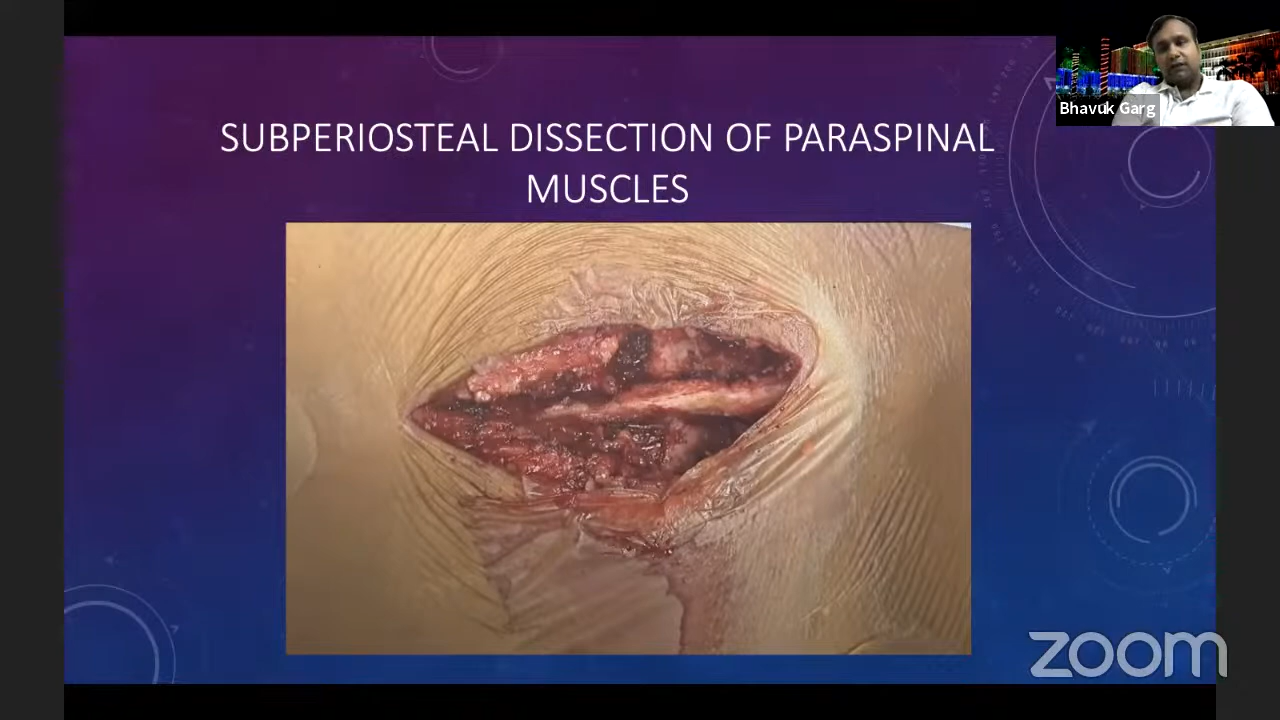 SUBPERIOSTEAL DISSECTION OF PARASPINAL
MUSCLES
Bhavuk Garg
zoom